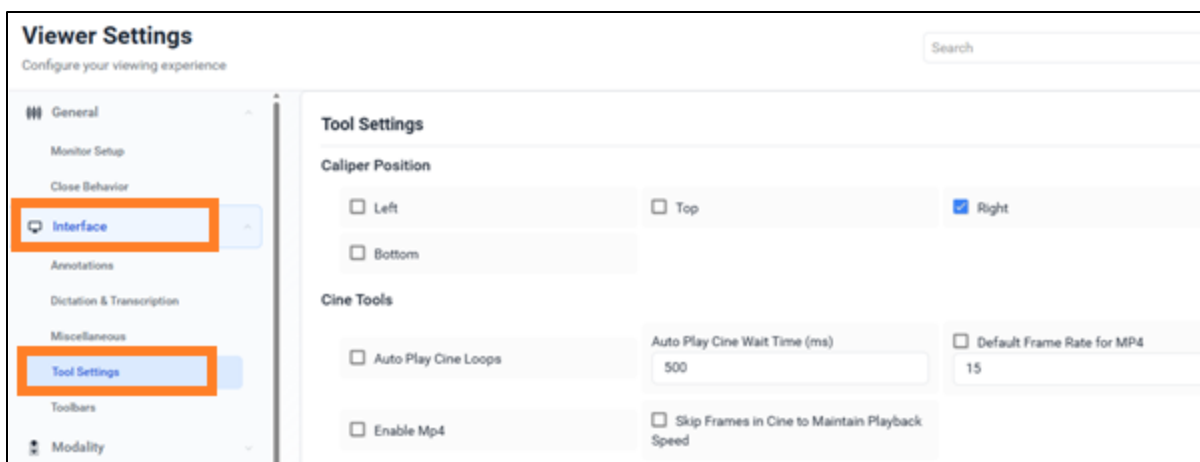 Viewer Settings
Configure your viewing experience
Search
General
Monitor Setup
Close Behavior
Interface
Annotations
Dictation & Transcription
Miscellaneous
Tool Settings
Toolbars
Modality
Tool Settings
Caliper Position
Left
Top
Right
Bottom
Cine Tools
Auto Play Cine Loops
Auto Play Cine Wait Time (ms)
500
Default Frame Rate for MP4
15
Enable Mp4
Skip Frames in Cine to Maintain Playback
Speed